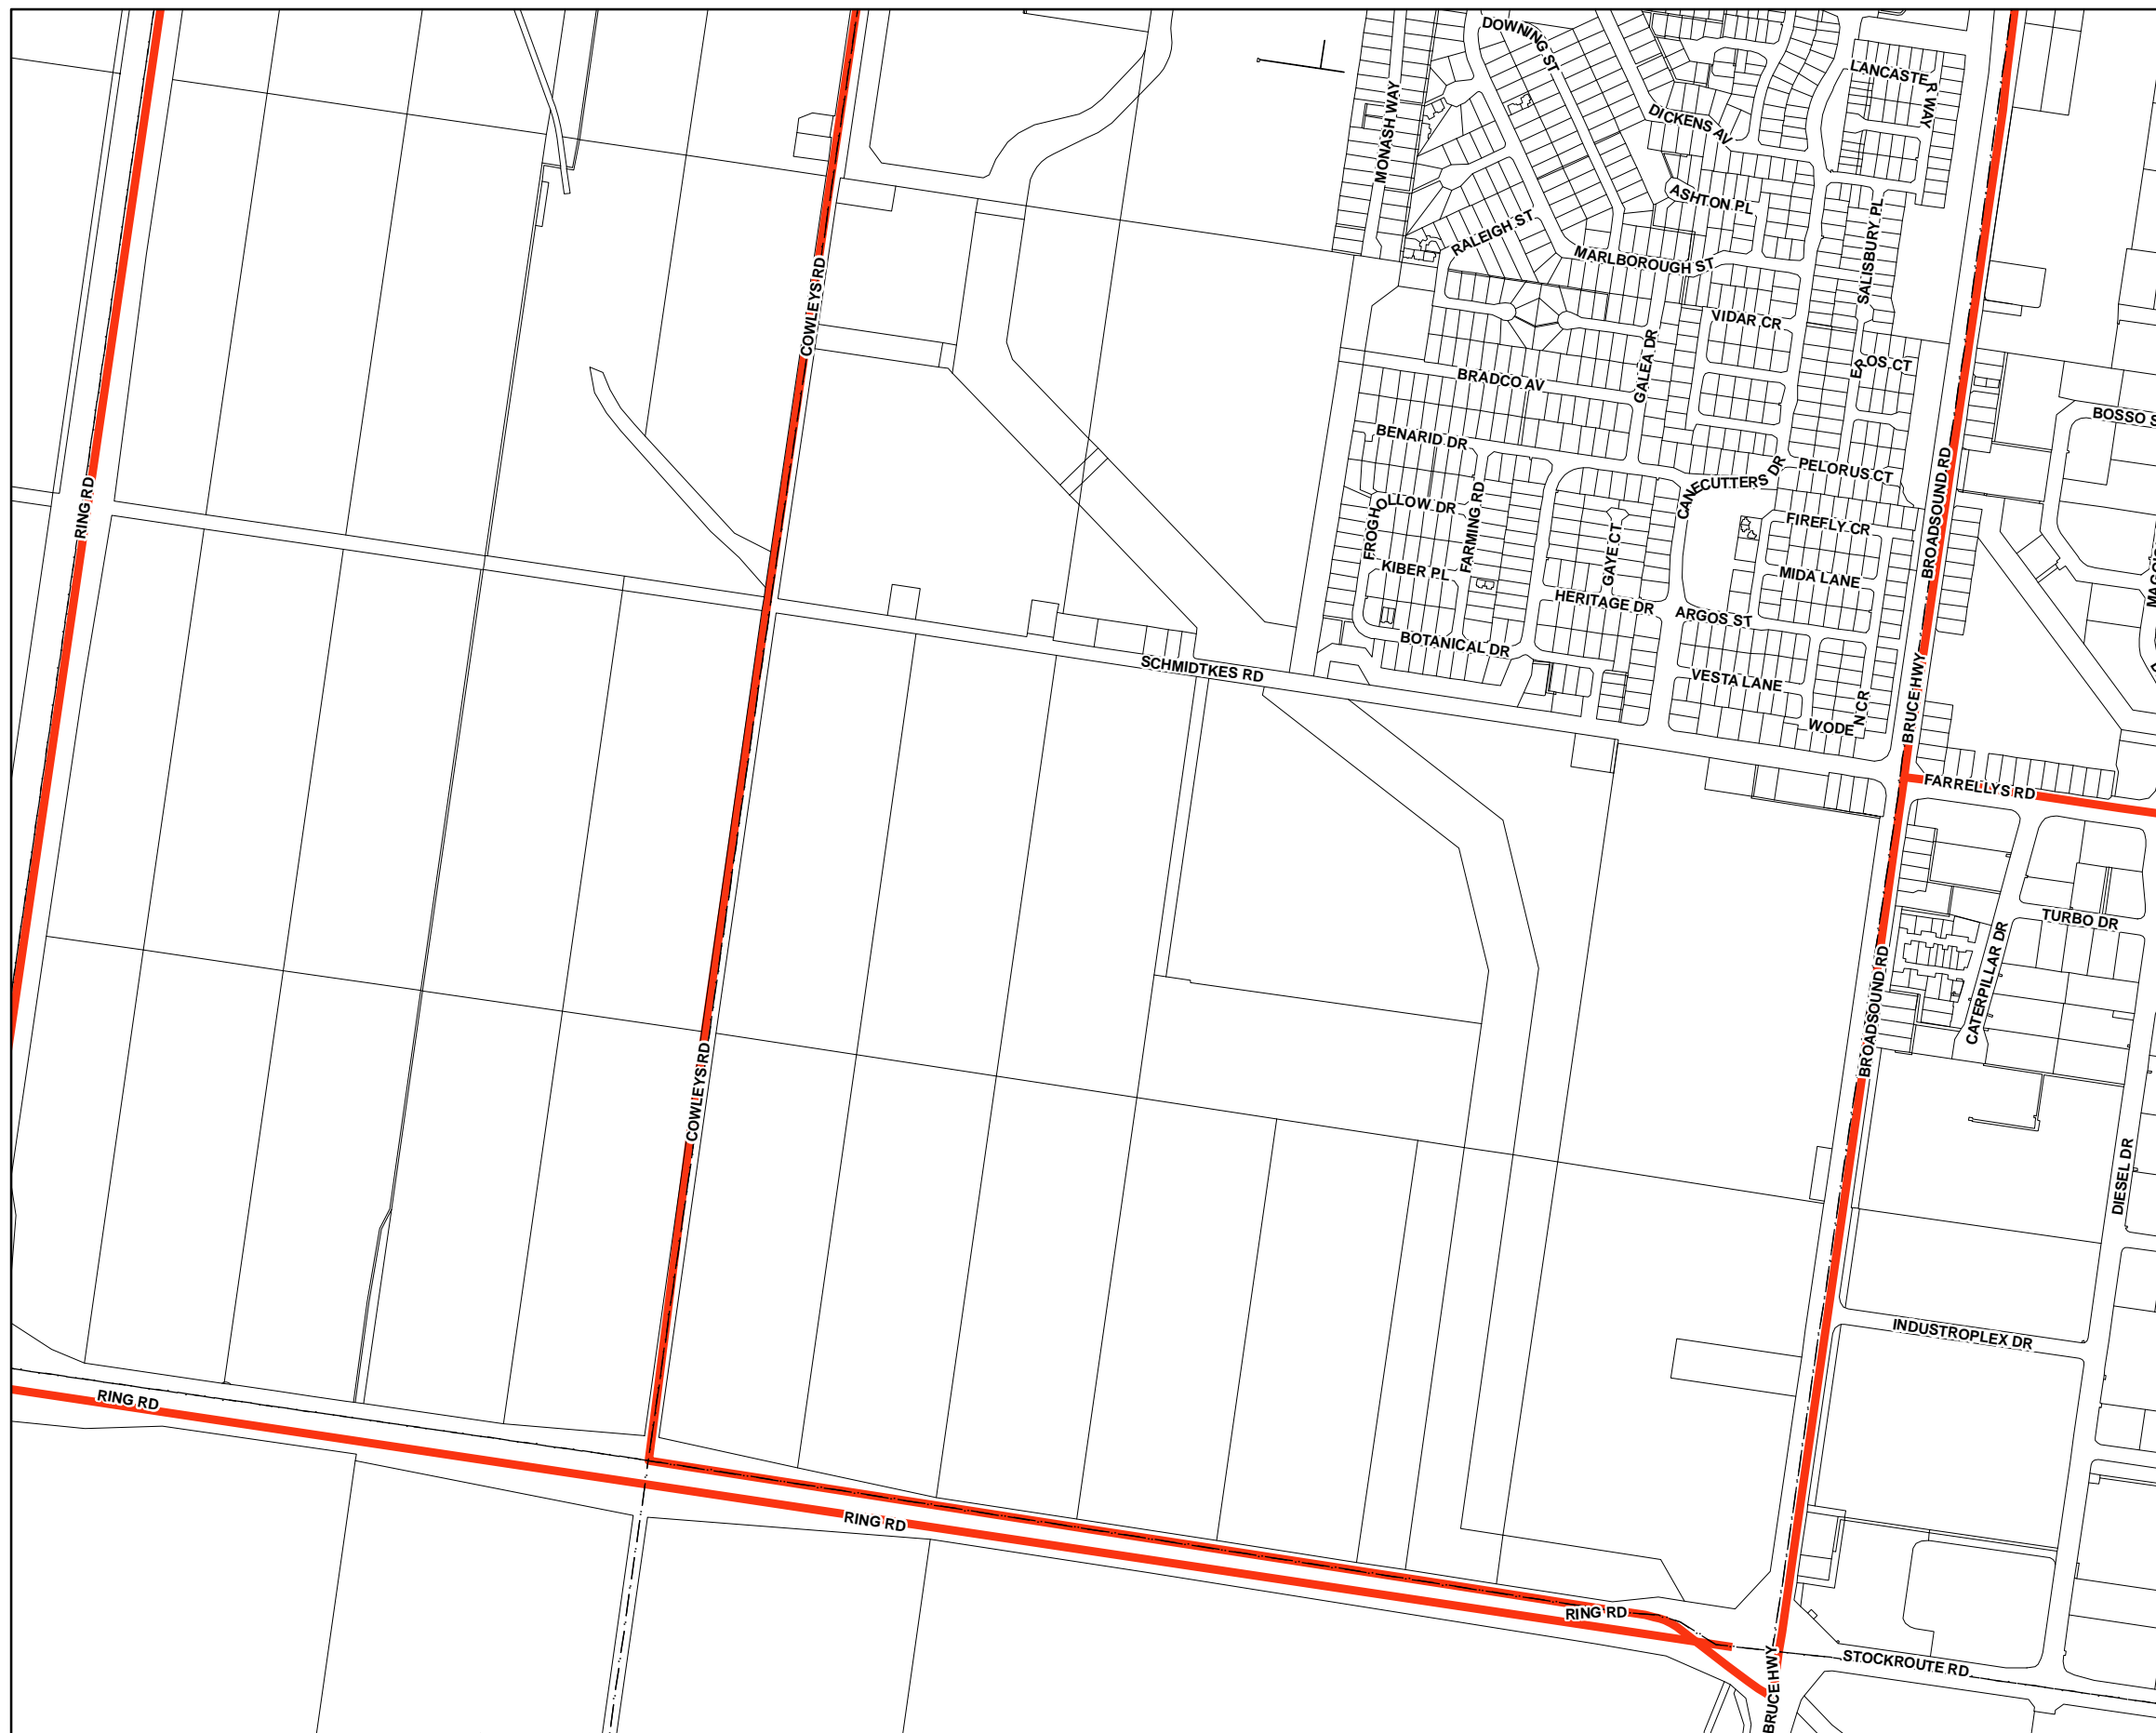 DOWNING ST
LANCASTER WAY
MONASH WAY
DICKENS AV
ASHTON PL
RALEIGH ST
SALISBURY PL
MARLBOROUGH ST
COWLEYS RD
VIDAR CR
GALEA DR
EROS CT
BRADCO AV
BOSSO S
BENARID DR
PELORUS CT
CANECUTTERS DR
RING RD
FROGHOLLOW DR
FARMING RD
BROADSOUND RD
FIREFLY CR
GAYE CT
KIBER PL
MIDA LANE
HERITAGE DR
ARGOS ST
BOTANICAL DR
SCHMIDTKES RD
VESTA LANE
BRUCE HWY
WODEN CR
FARRELLYS RD
TURBO DR
CATERPILLAR DR
BROADSOUND RD
COWLEYS RD
DIESEL DR
INDUSTROPLEX DR
RING RD
RING RD
RING RD
STOCKROUTE RD
BRUCE HWY